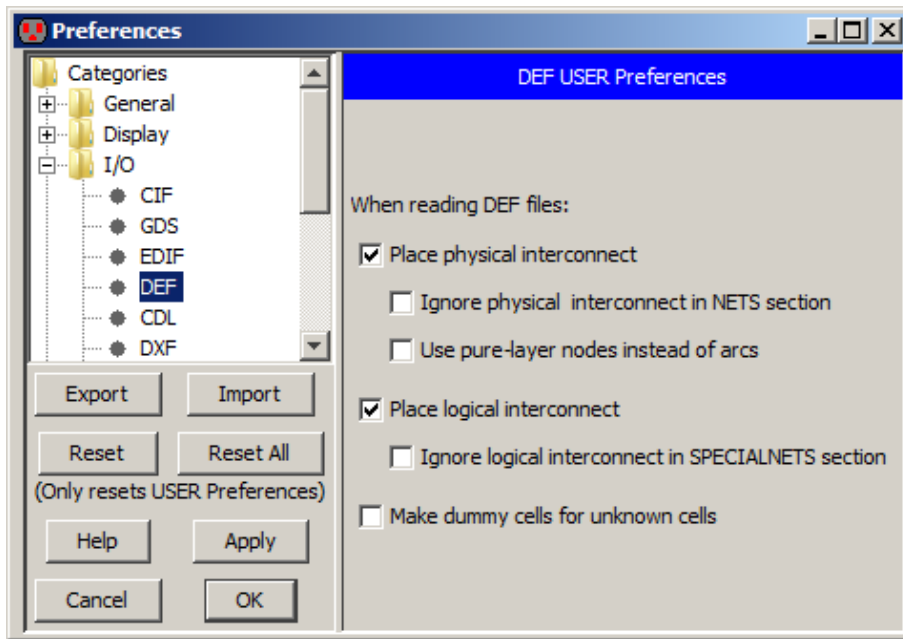 Preferences
Categories
General
Display
I/O
CIF
GDS
EDIF
DEF
CDL
DXF
Export Import
Reset Reset All
(Only resets USER Preferences)
Help Apply
Cancel OK
DEF USER Preferences
When reading DEF files:
Place physical interconnect
Ignore physical interconnect in NETS section
Use pure-layer nodes instead of arcs
Place logical interconnect
Ignore logical interconnect in SPECIALNETS section
Make dummy cells for unknown cells